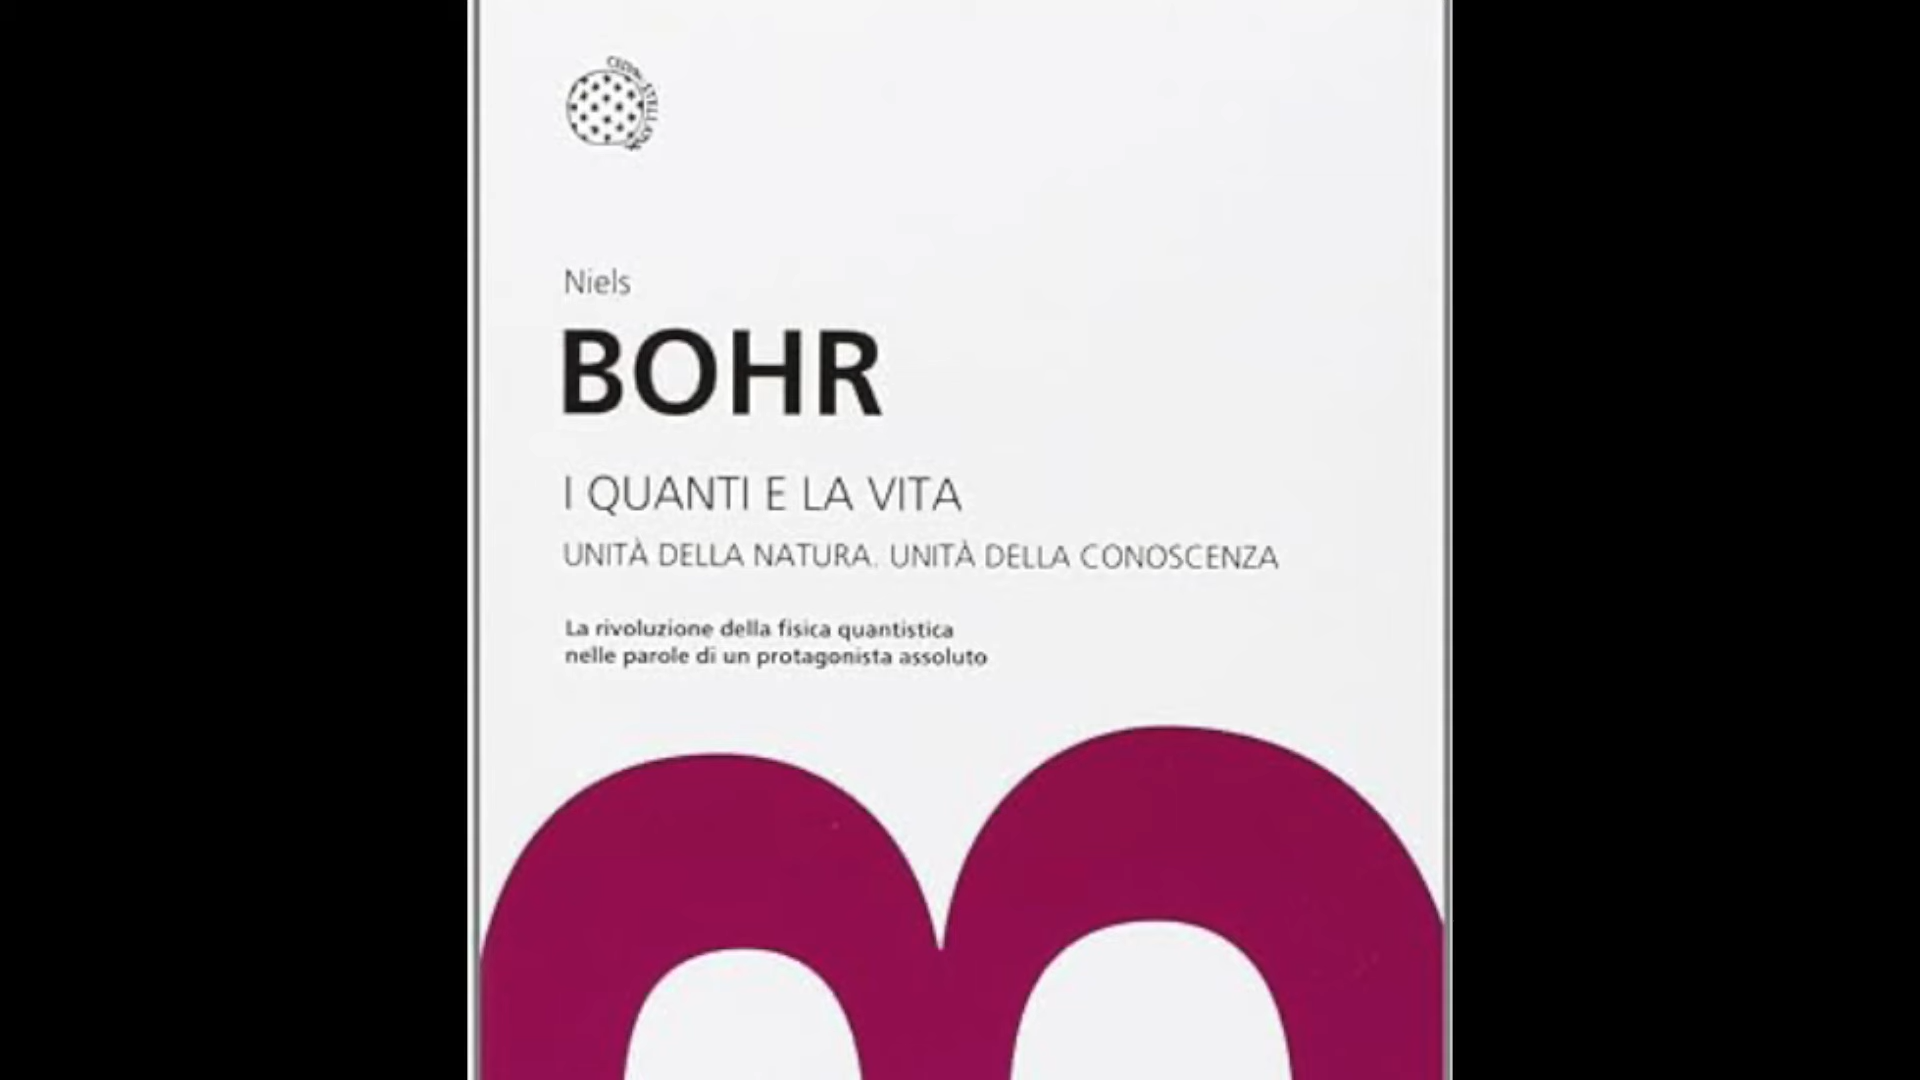 Niels
BOHR
I QUANTI E LA VITA
UNITÀ DELLA NATURA. UNITÀ DELLA CONOSCENZA
La rivoluzione della fisica quantistica
nelle parole di un protagonista assoluto